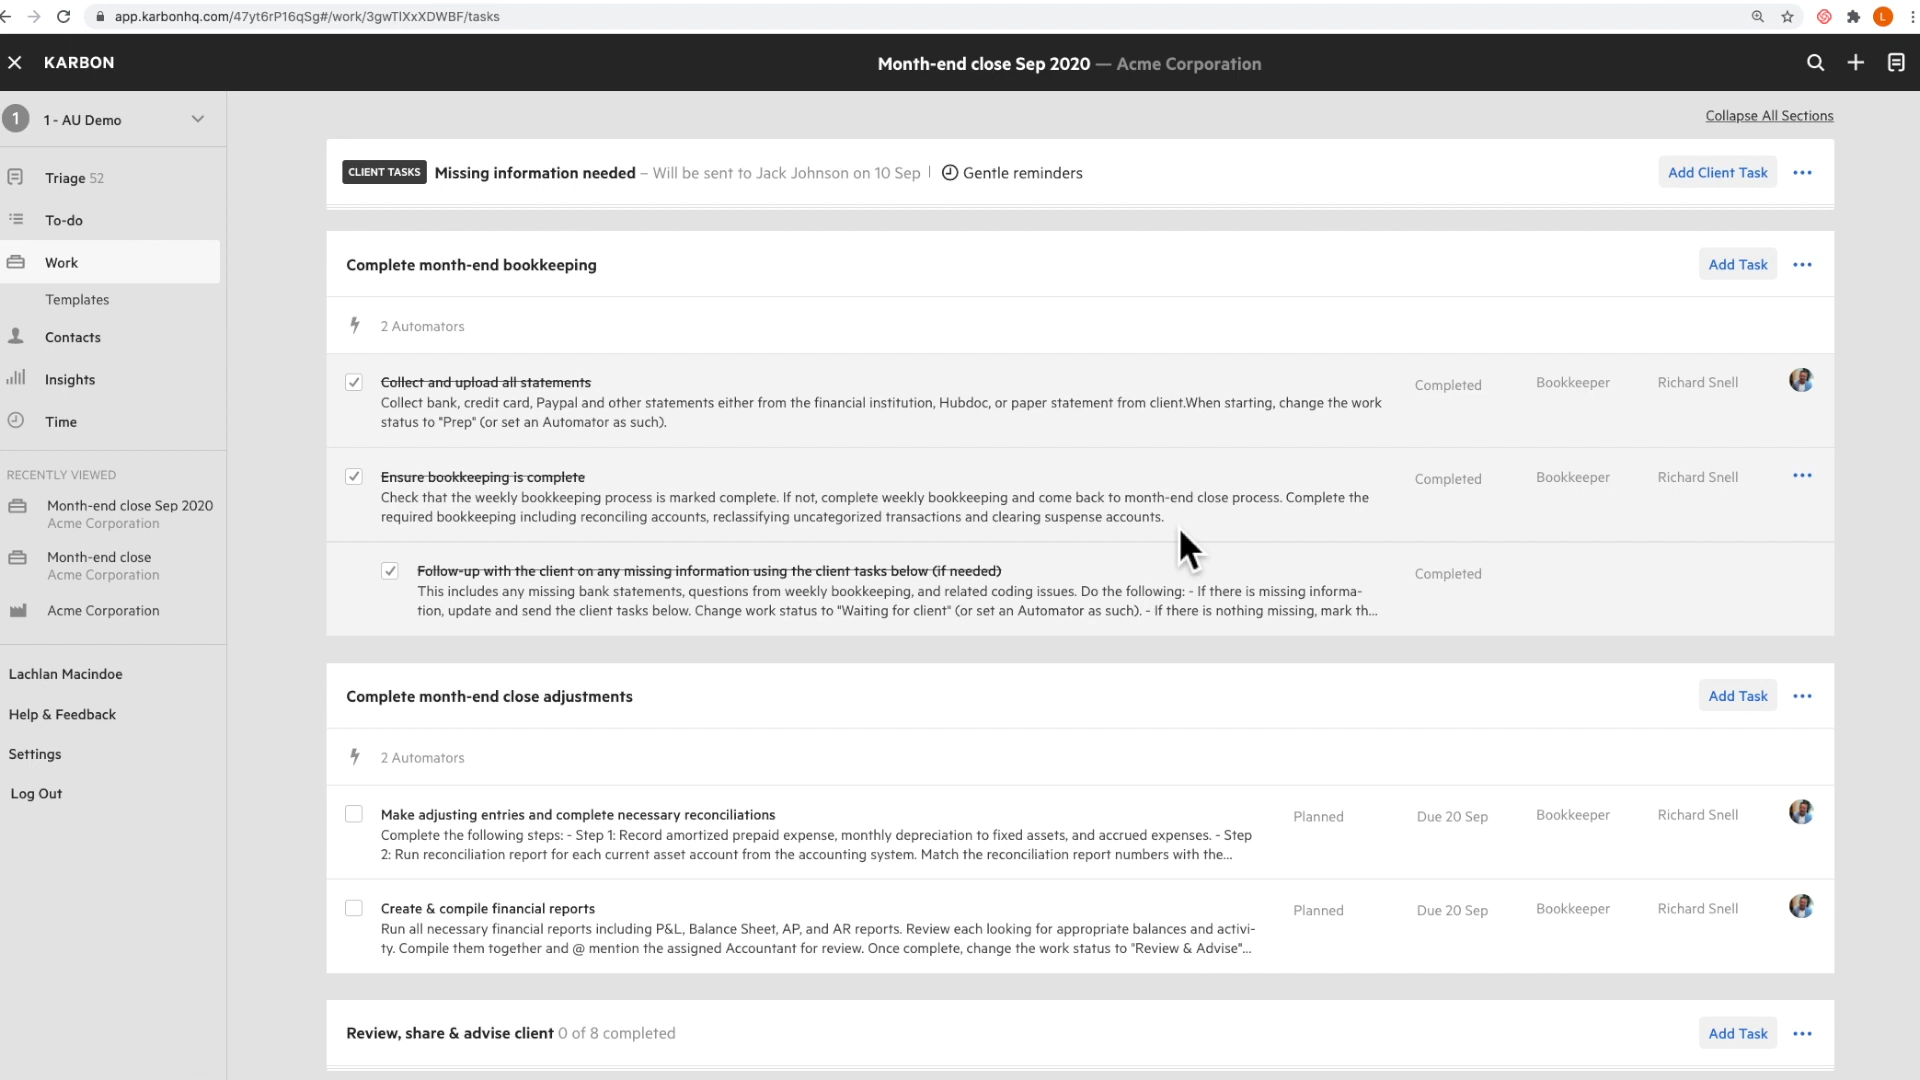 app.karbonhq.com/47yt6rP16qSg#/work/3gwTlXxXDWBF/tasks
L
KARBON
Month-end close Sep 2020 — Acme Corporation
1
1 - AU Demo
Collapse All Sections
CLIENT TASKS Missing information needed – Will be sent to Jack Johnson on 10 Sep | Gentle reminders
Add Client Task
Triage 52
To-do
Work
Templates
Contacts
Insights
Time
RECENTLY VIEWED
Month-end close Sep 2020
Acme Corporation
Month-end close
Acme Corporation
Acme Corporation
Lachlan Macindoe
Help & Feedback
Settings
Log Out
Complete month-end bookkeeping
Add Task
2 Automators
Collect and upload all statements
Collect bank, credit card, Paypal and other statements either from the financial institution, Hubdoc, or paper statement from client.When starting, change the work
status to "Prep" (or set an Automator as such).
Completed
Bookkeeper
Richard Snell
Ensure bookkeeping is complete
Check that the weekly bookkeeping process is marked complete. If not, complete weekly bookkeeping and come back to month-end close process. Complete the
required bookkeeping including reconciling accounts, reclassifying uncategorized transactions and clearing suspense accounts.
Completed
Bookkeeper
Richard Snell
Follow-up with the client on any missing information using the client tasks below (if needed)
This includes any missing bank statements, questions from weekly bookkeeping, and related coding issues. Do the following: - If there is missing informa-
tion, update and send the client tasks below. Change work status to "Waiting for client" (or set an Automator as such). - If there is nothing missing, mark th...
Completed
Complete month-end close adjustments
Add Task
2 Automators
Make adjusting entries and complete necessary reconciliations
Complete the following steps: - Step 1: Record amortized prepaid expense, monthly depreciation to fixed assets, and accrued expenses. - Step
2: Run reconciliation report for each current asset account from the accounting system. Match the reconciliation report numbers with the...
Planned
Due 20 Sep
Bookkeeper
Richard Snell
Create & compile financial reports
Run all necessary financial reports including P&L, Balance Sheet, AP, and AR reports. Review each looking for appropriate balances and activi-
ty. Compile them together and @ mention the assigned Accountant for review. Once complete, change the work status to "Review & Advise"...
Planned
Due 20 Sep
Bookkeeper
Richard Snell
Review, share & advise client 0 of 8 completed
Add Task